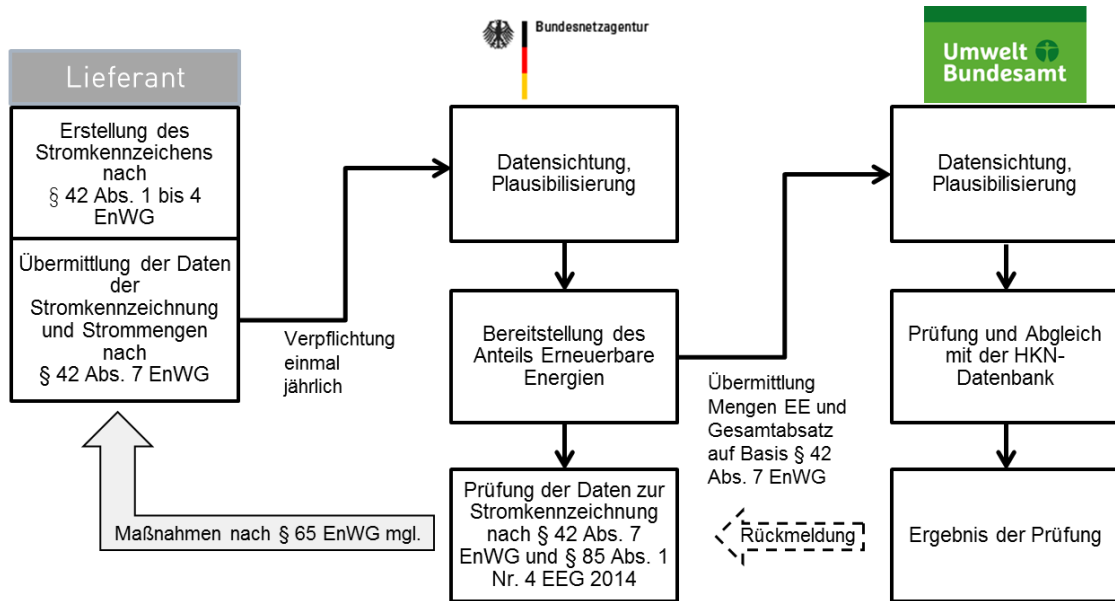 Bundesnetzagentur
Umwelt
Bundesamt
Lieferant
Erstellung des
Stromkennzeichens
nach
§ 42 Abs. 1 bis 4
EnWG
Übermittlung der Daten
der
Stromkennzeichnung
und Strommengen
nach
§ 42 Abs. 7 EnWG
Verpflichtung
einmal
jährlich
Datensichtung,
Plausibilisierung
Bereitstellung des
Anteils Erneuerbare
Energien
Prüfung der Daten zur
Stromkennzeichnung
nach § 42 Abs. 7
EnWG und § 85 Abs. 1
Nr. 4 EEG 2014
Maßnahmen nach § 65 EnWG mgl.
Übermittlung
Mengen EE und
Gesamtabsatz
auf Basis § 42
Abs. 7 EnWG
Rückmeldung
Datensichtung,
Plausibilisierung
Prüfung und Abgleich
mit der HKN-
Datenbank
Ergebnis der Prüfung